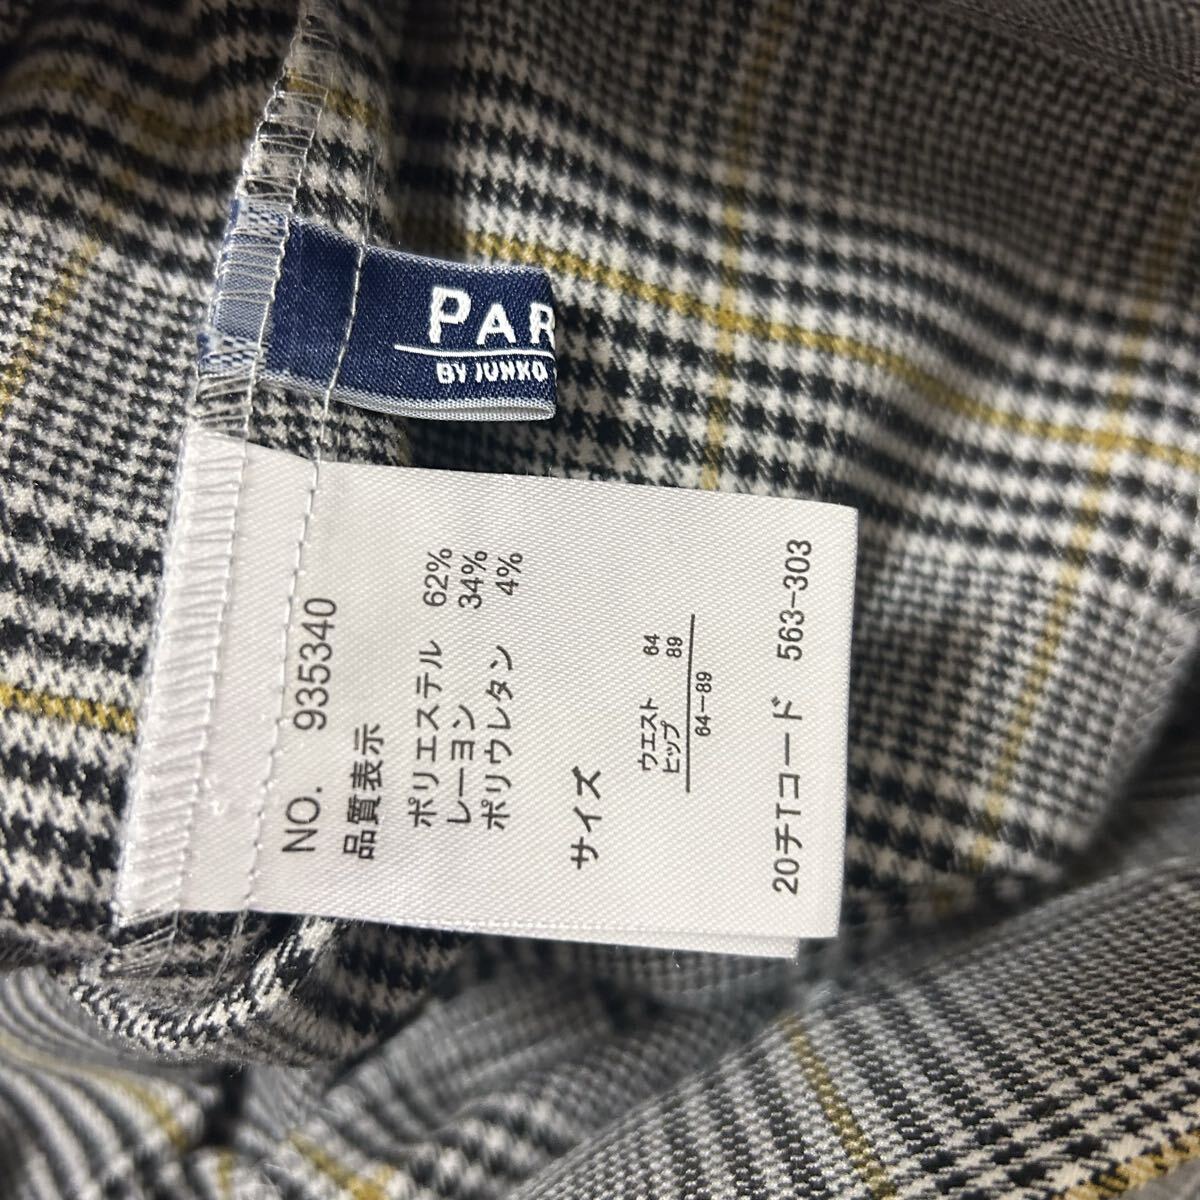 PAR
BY JUNKO
NO. 935340
品質表示
ポリエステル 62%
レーヨン 34%
ポリウレタン 4%
サイズ
ウエスト 64
ヒップ 89
64-89
20チTコード 563-303